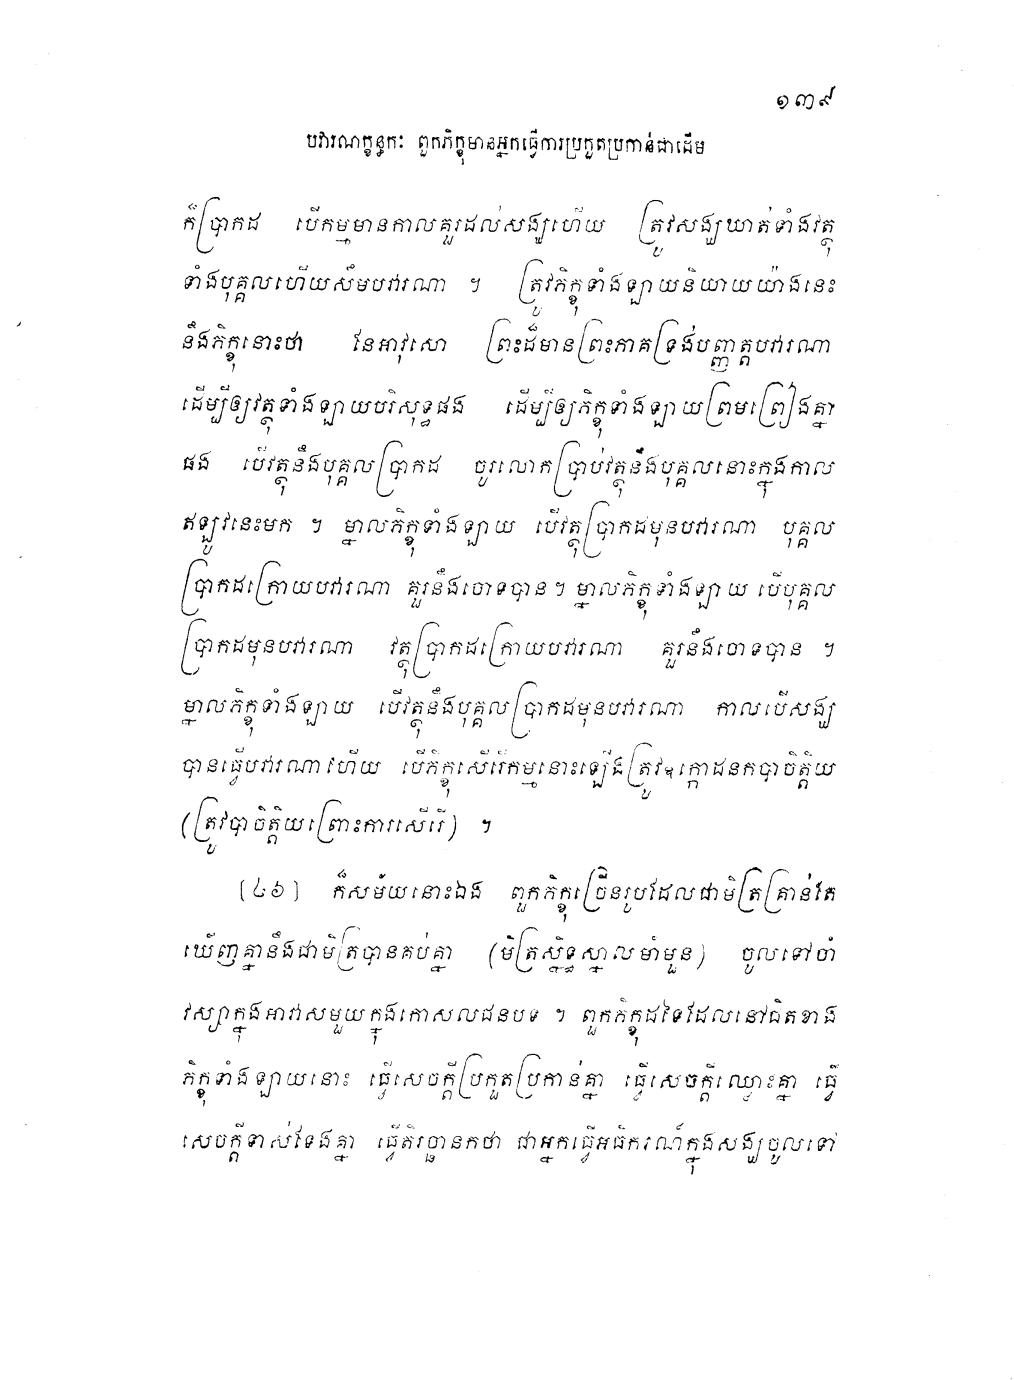 ១៣៩
បវារណក្ខន្ធកៈ ពួកភិក្ខុមានអ្នកធ្វើការប្រកួតប្រកាន់ជាដើម
ក៏ប្រាកដ បើកម្មមានកាលគួរដល់សង្ឃហើយ ត្រូវសង្ឃឃាត់ទាំងវត្ថុ
ទាំងបុគ្គលហើយសឹមបវារណា ។ ត្រូវភិក្ខុទាំងឡាយនិយាយយ៉ាងនេះ
នឹងភិក្ខុនោះថា នែអាវុសោ ព្រះដ៏មានព្រះភាគទ្រង់បញ្ញាត្តបវារណា
ដើម្បីឲ្យវត្ថុទាំងឡាយបរិសុទ្ធផង ដើម្បីឲ្យភិក្ខុទាំងឡាយព្រមព្រៀងគ្នា
ផង បើវត្ថុនឹងបុគ្គលប្រាកដ ចូរលោកប្រាប់វត្ថុនឹងបុគ្គលនោះក្នុងកាល
ឥឡូវនេះមក ។ ម្នាលភិក្ខុទាំងឡាយ បើវត្ថុប្រាកដមុនបវារណា បុគ្គល
ប្រាកដក្រោយបវារណា គួរនឹងចោទបាន ។ ម្នាលភិក្ខុទាំងឡាយ បើបុគ្គល
ប្រាកដមុនបវារណា វត្ថុប្រាកដក្រោយបវារណា គួរនឹងចោទបាន ។
ម្នាលភិក្ខុទាំងឡាយ បើវត្ថុនឹងបុគ្គលប្រាកដមុនបវារណា កាលបើសង្ឃ
បានធ្វើបវារណាហើយ បើភិក្ខុសើរើកម្មនោះឡើងត្រូវឧក្កោដនកបាចិត្តិយ
(ត្រូវបាចិត្តិយព្រោះការសើរើ) ។
[៤៦] ក៏សម័យនោះឯង ពួកភិក្ខុច្រើនរូបដែលជាមិត្រគ្រាន់តែ
ឃើញគ្នានឹងជាមិត្របានគប់គ្នា (មិត្រស្និទ្ធស្នាលមាំមួន) ចូលទៅចាំ
វស្សាក្នុងអាវាសមួយក្នុងកោសលជនបទ ។ ពួកភិក្ខុដទៃដែលនៅជិតខាង
ភិក្ខុទាំងឡាយនោះ ធ្វើសេចក្តីប្រកួតប្រកាន់គ្នា ធ្វើសេចក្តីឈ្លោះគ្នា ធ្វើ
សេចក្តីទាស់ទែងគ្នា ធ្វើតិរច្ឆានកថា ជាអ្នកធ្វើអធិករណ៍ក្នុងសង្ឃចូលទៅ